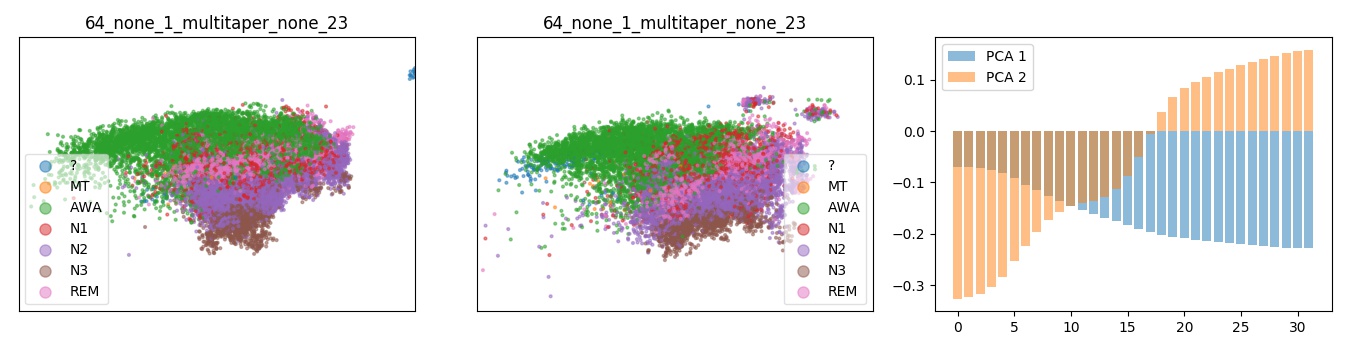 64_none_1_multitaper_none_23
?
MT
AWA
N1
N2
N3
REM
64_none_1_multitaper_none_23
?
MT
AWA
N1
N2
N3
REM
PCA 1
PCA 2
0.1
0.0
−0.1
−0.2
−0.3
0 5 10 15 20 25 30